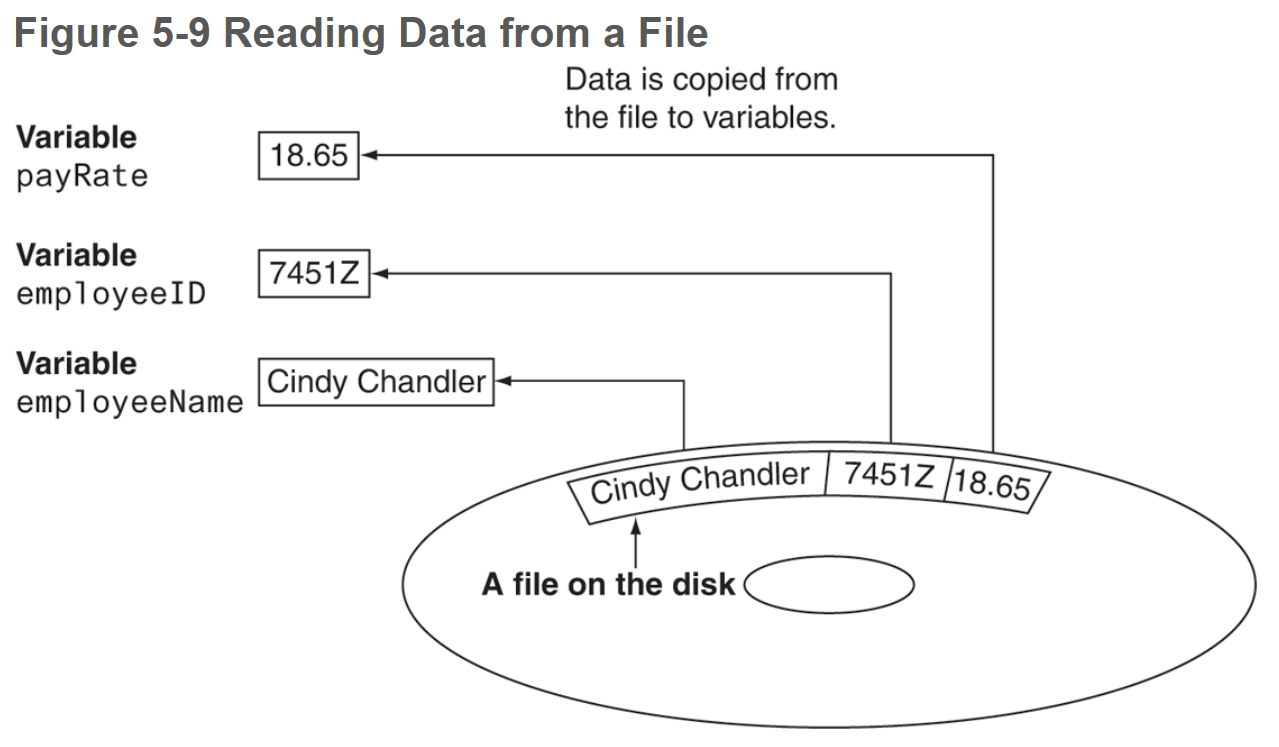 Figure 5-9 Reading Data from a File
Data is copied from
the file to variables.
Variable
payRate
18.65
Variable
employeeID
7451Z
Variable
employeeName
Cindy Chandler
Cindy Chandler 7451Z 18.65
A file on the disk